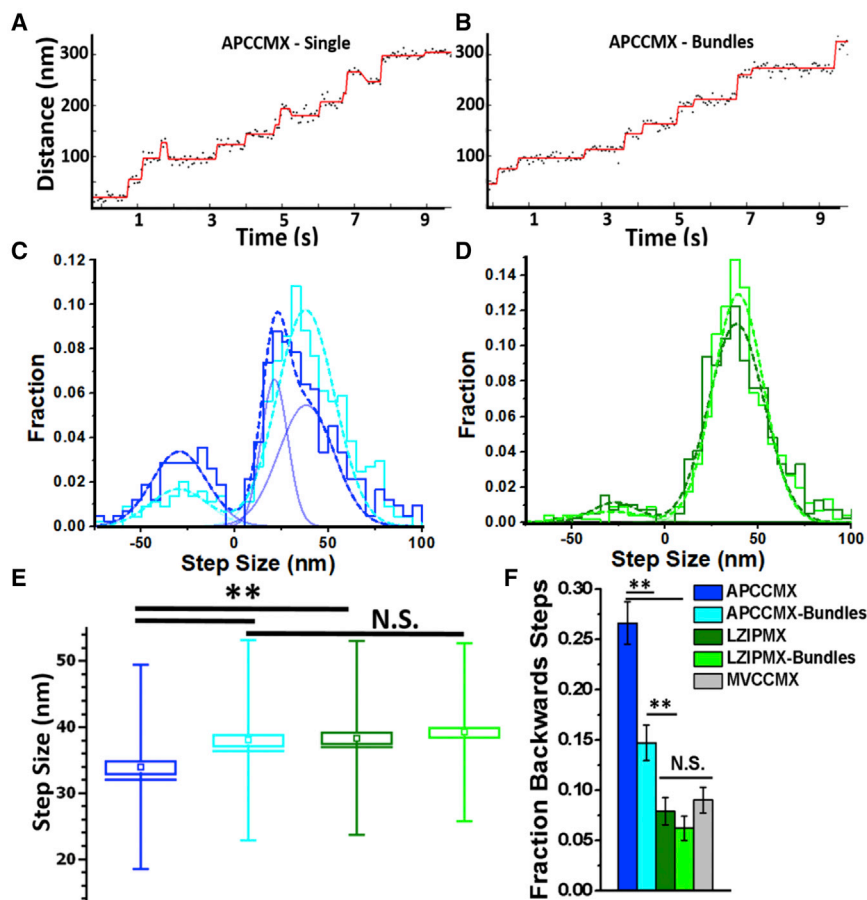 A
APCCMX - Single
Distance (nm)
300
200
100
1 3 5 7 9
Time (s)
B
APCCMX - Bundles
300
200
100
1 3 5 7 9
Time (s)
C
Fraction
0.12
0.10
0.08
0.06
0.04
0.02
0.00
-50 0 50 100
Step Size (nm)
D
Fraction
0.14
0.12
0.10
0.08
0.06
0.04
0.02
0.00
-50 0 50 100
Step Size (nm)
E
**
N.S.
Step Size (nm)
50
40
30
20
F
Fraction Backwards Steps
0.30
0.25
0.20
0.15
0.10
0.05
0.00
**
**
N.S.
APCCMX
APCCMX-Bundles
LZIPMX
LZIPMX-Bundles
MVCCMX